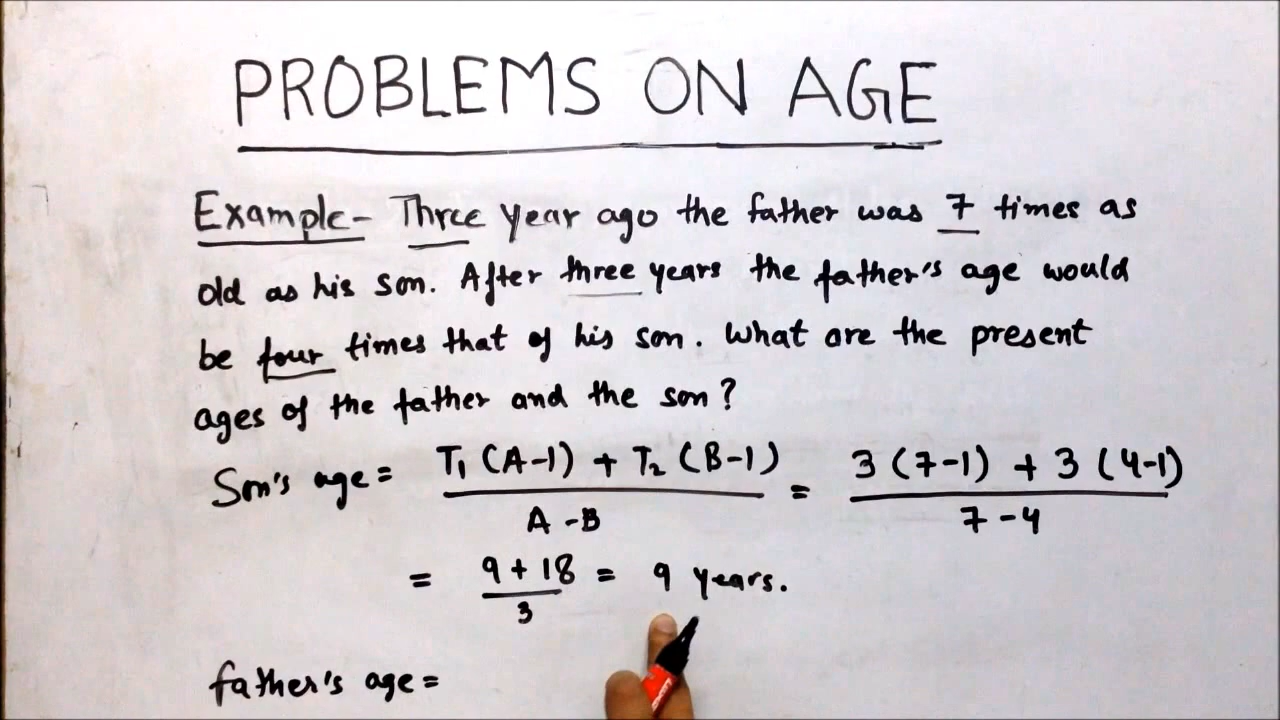 PROBLEMS ON AGE
Example- Three year ago the father was 7 times as
old as his son. After three years the father's age would
be four times that of his son. What are the present
ages of the father and the son?
Son's age = T₁ (A-1) + T₂ (B-1) / A-B = 3 (7-1) + 3 (4-1) / 7-4
= 9+18 / 3 = 9 years.
father's age =